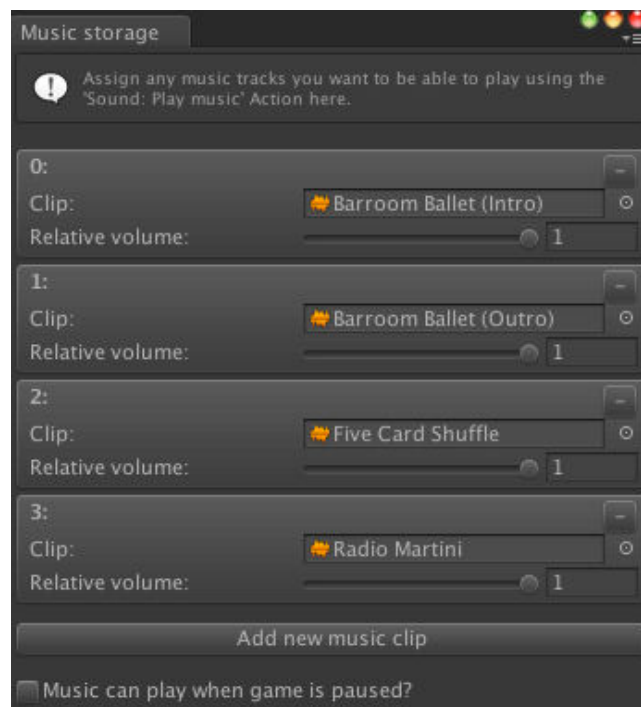 Music storage
Assign any music tracks you want to be able to play using the
'Sound: Play music' Action here.
0:
Clip: Barroom Ballet (Intro)
Relative volume: 1
1:
Clip: Barroom Ballet (Outro)
Relative volume: 1
2:
Clip: Five Card Shuffle
Relative volume: 1
3:
Clip: Radio Martini
Relative volume: 1
Add new music clip
Music can play when game is paused?